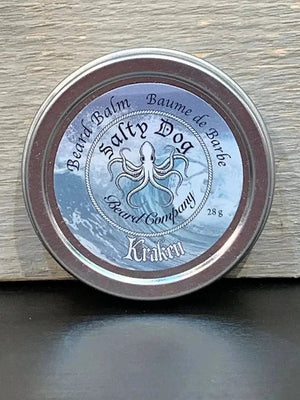 Beard Balm Baume de Barbe
Salty Dog
Beard Company
28 g
Kraken